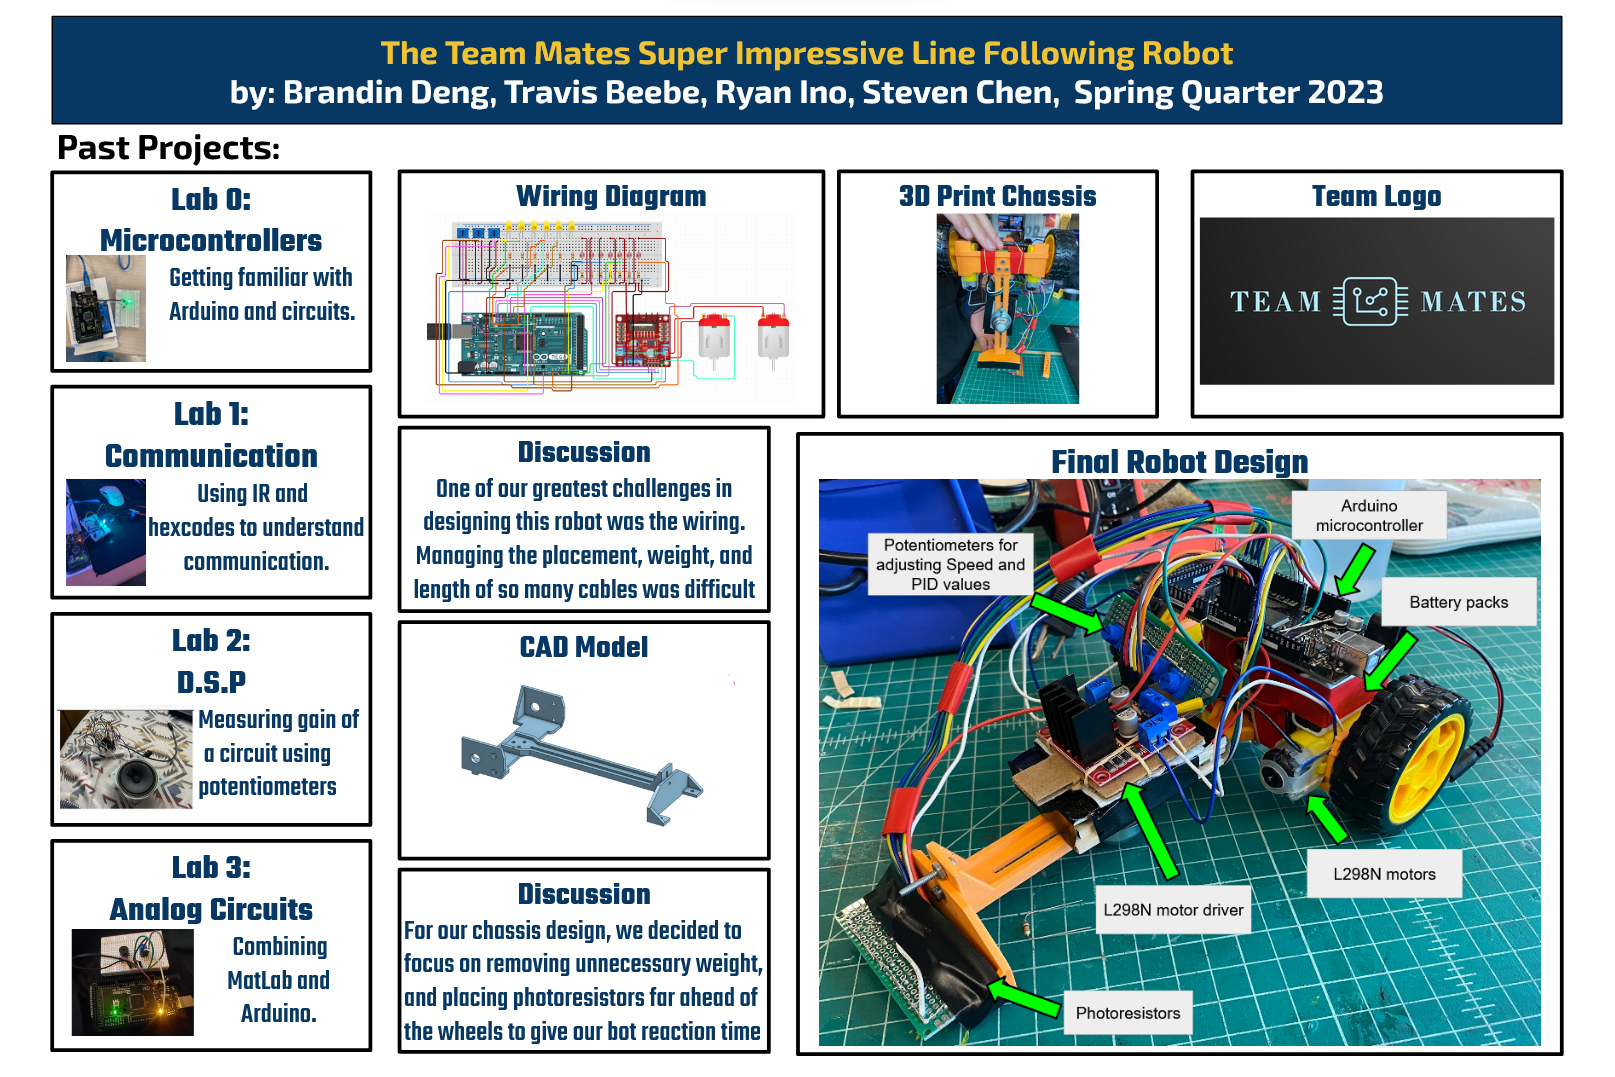 The Team Mates Super Impressive Line Following Robot
by: Brandin Deng, Travis Beebe, Ryan Ino, Steven Chen,  Spring Quarter 2023
Past Projects:
Lab 0:
Microcontrollers
Getting familiar with
Arduino and circuits.
Lab 1:
Communication
Using IR and
hexcodes to understand
communication.
Lab 2:
D.S.P
Measuring gain of
a circuit using
potentiometers
Lab 3:
Analog Circuits
Combining
MatLab and
Arduino.
Wiring Diagram
Discussion
One of our greatest challenges in
designing this robot was the wiring.
Managing the placement, weight, and
length of so many cables was difficult
CAD Model
Discussion
For our chassis design, we decided to
focus on removing unnecessary weight,
and placing photoresistors far ahead of
the wheels to give our bot reaction time
3D Print Chassis
Team Logo
TEAM MATES
Final Robot Design
Arduino
microcontroller
Potentiometers for
adjusting Speed and
PID values
Battery packs
L298N motors
L298N motor driver
Photoresistors